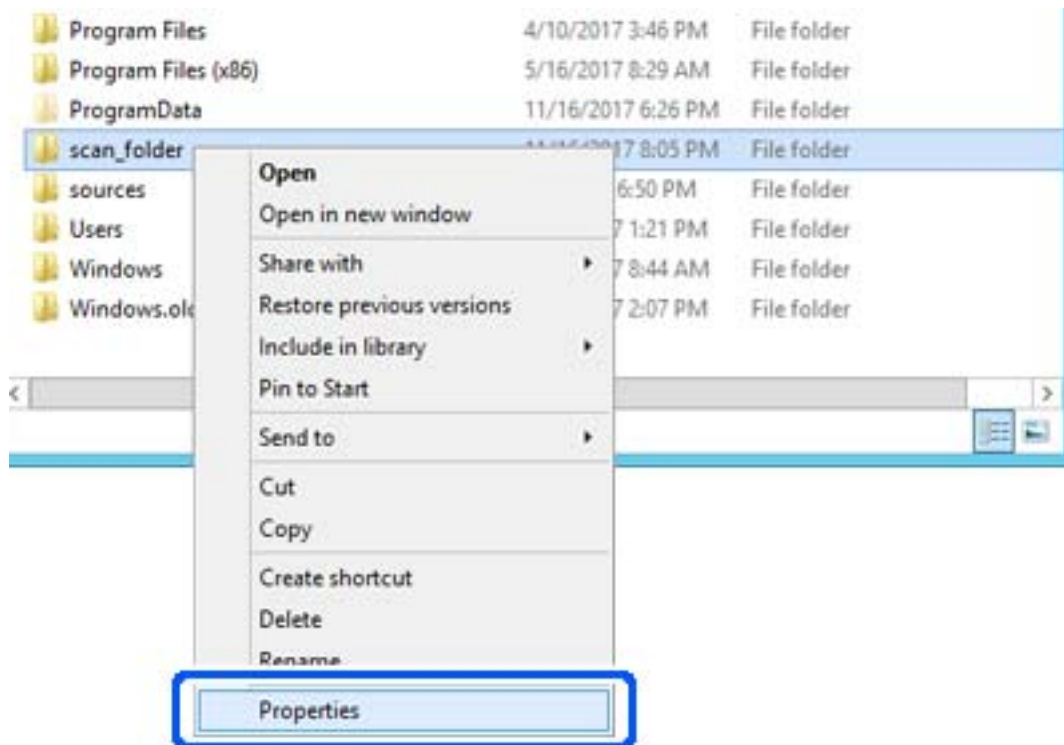 Program Files 4/10/2017 3:46 PM File folder
Program Files (x86) 5/16/2017 8:29 AM File folder
ProgramData 11/16/2017 6:26 PM File folder
scan_folder 7 8:05 PM File folder
sources 6:50 PM File folder
Users 7 1:21 PM File folder
Windows 7 8:44 AM File folder
Windows.old 7 2:07 PM File folder
Open
Open in new window
Share with
Restore previous versions
Include in library
Pin to Start
Send to
Cut
Copy
Create shortcut
Delete
Rename
Properties